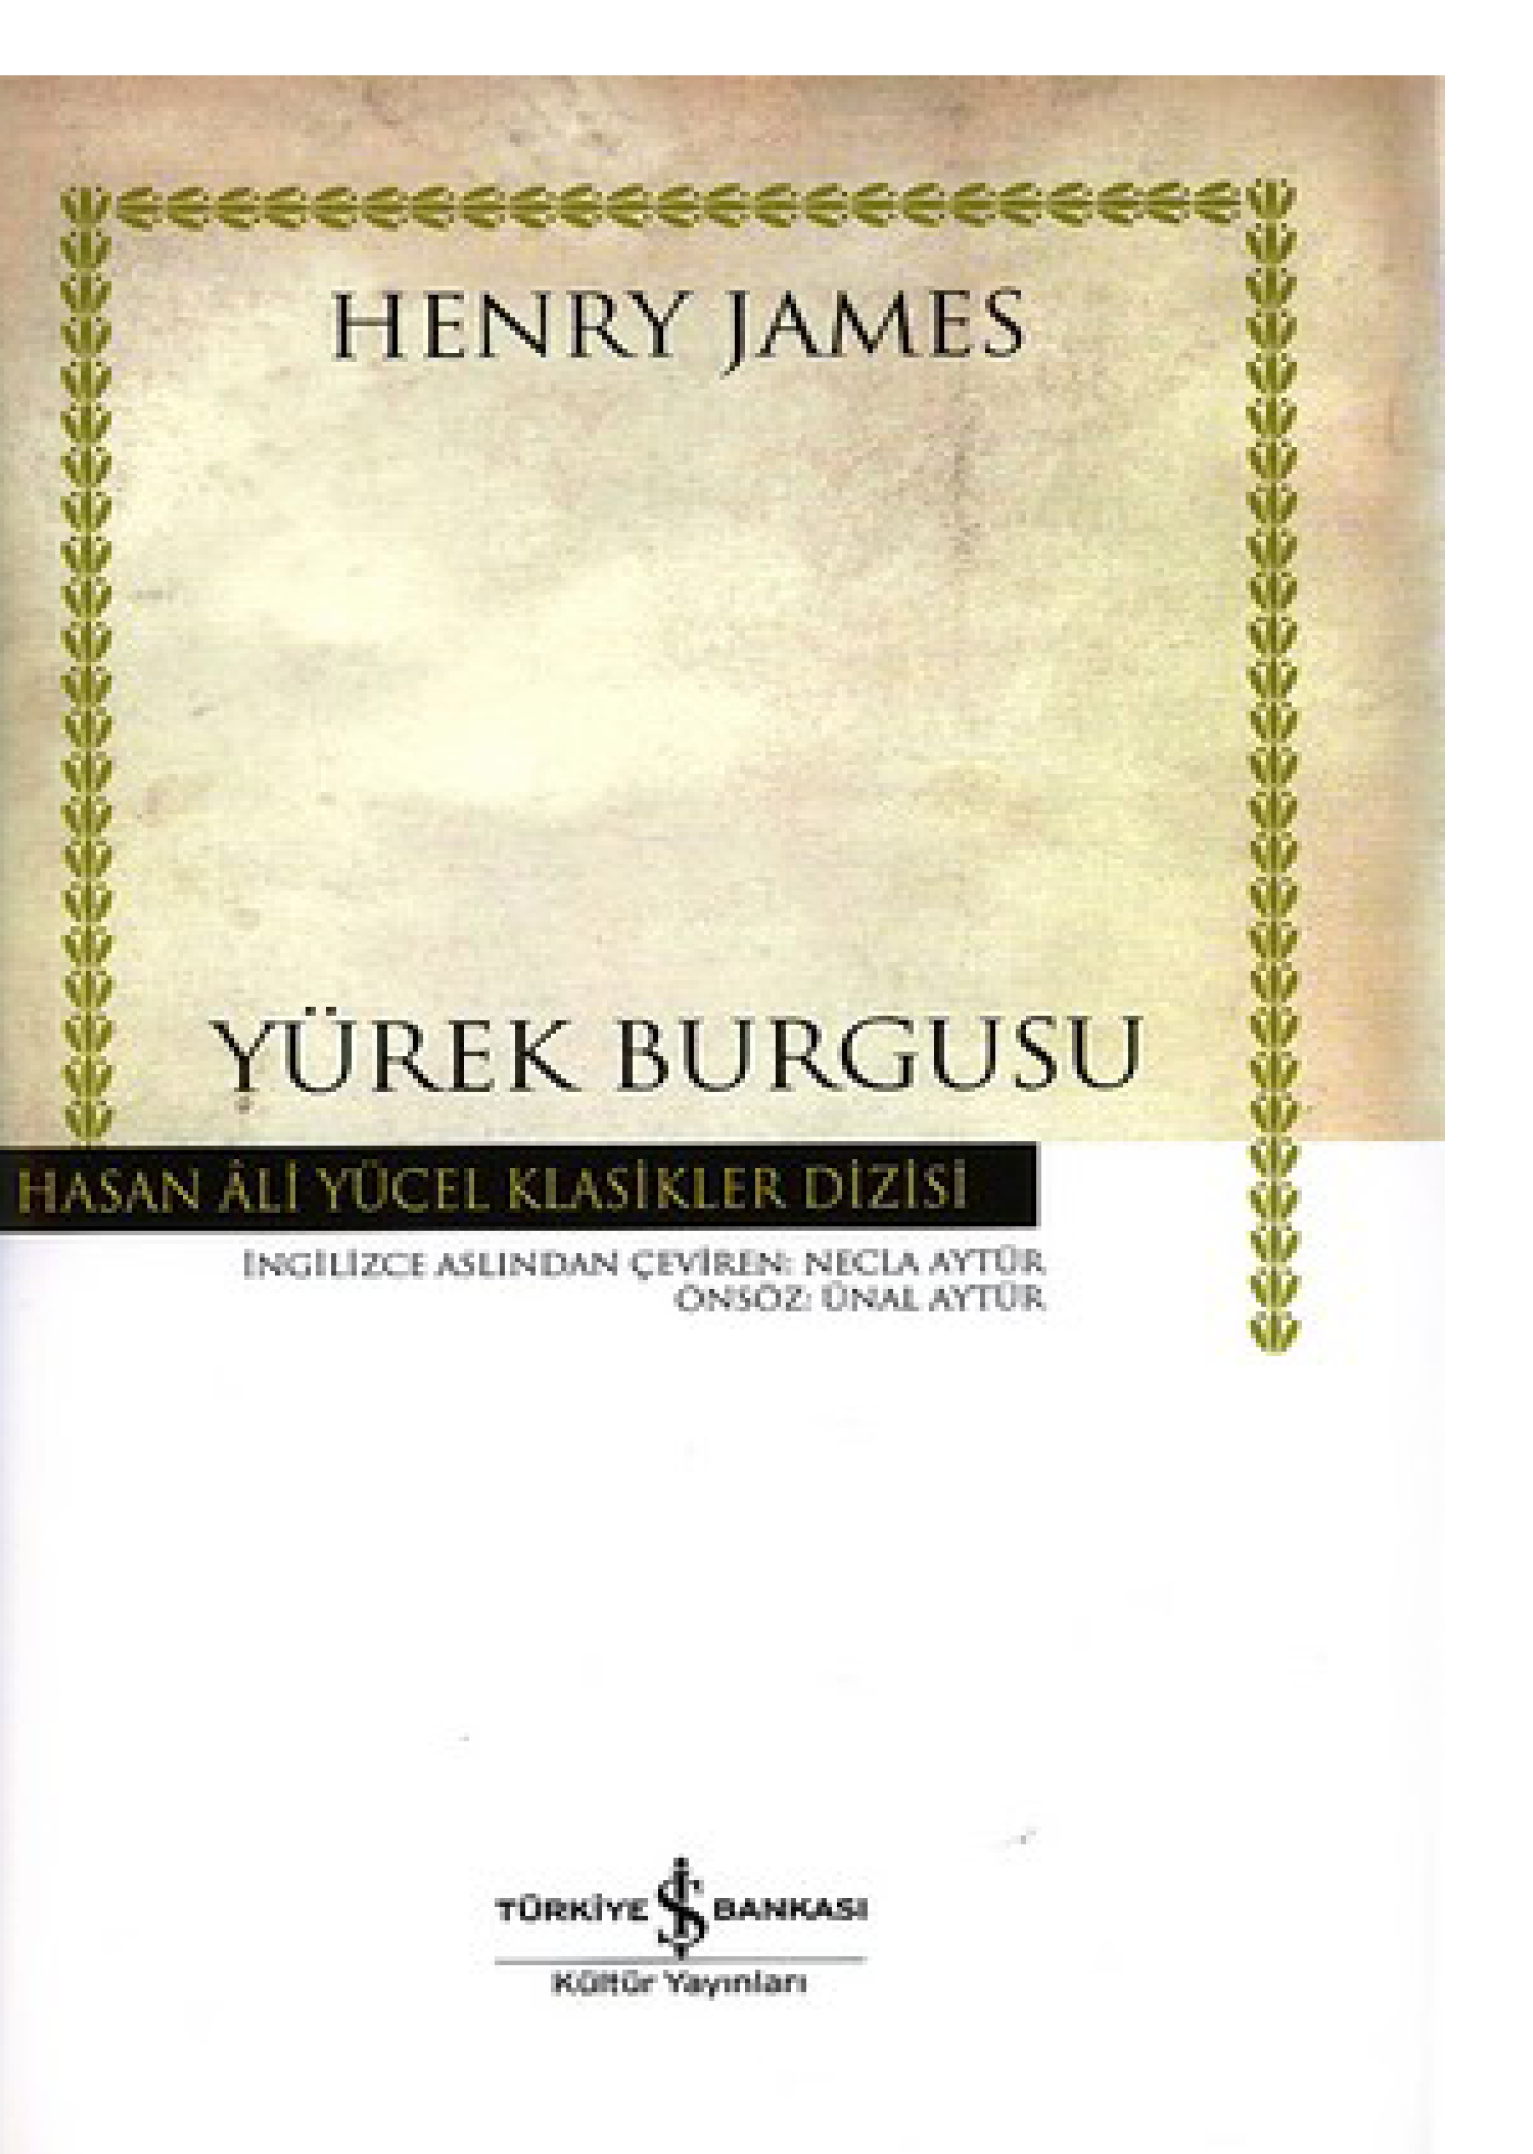 HENRY JAMES
YÜREK BURGUSU
HASAN ÂLİ YÜCEL KLASİKLER DİZİSİ
İNGİLİZCE ASLINDAN ÇEVİREN: NECLA AYTÜR
ÖNSÖZ: ÜNAL AYTÜR
TÜRKİYE İŞ BANKASI
Kültür Yayınları